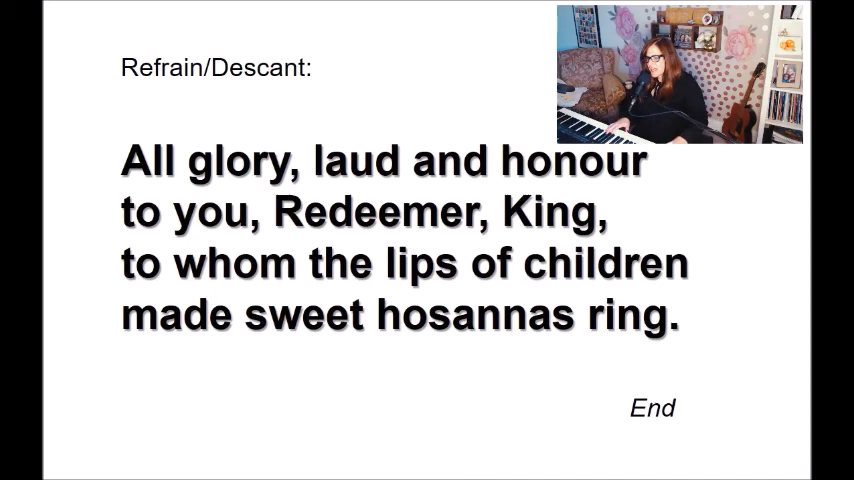 Refrain/Descant:
All glory, laud and honour
to you, Redeemer, King,
to whom the lips of children
made sweet hosannas ring.
End